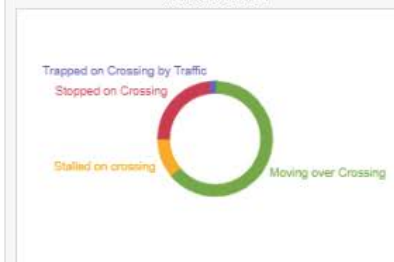 Trapped on Crossing by Traffic
Stopped on Crossing
Stalled on crossing
Moving over Crossing